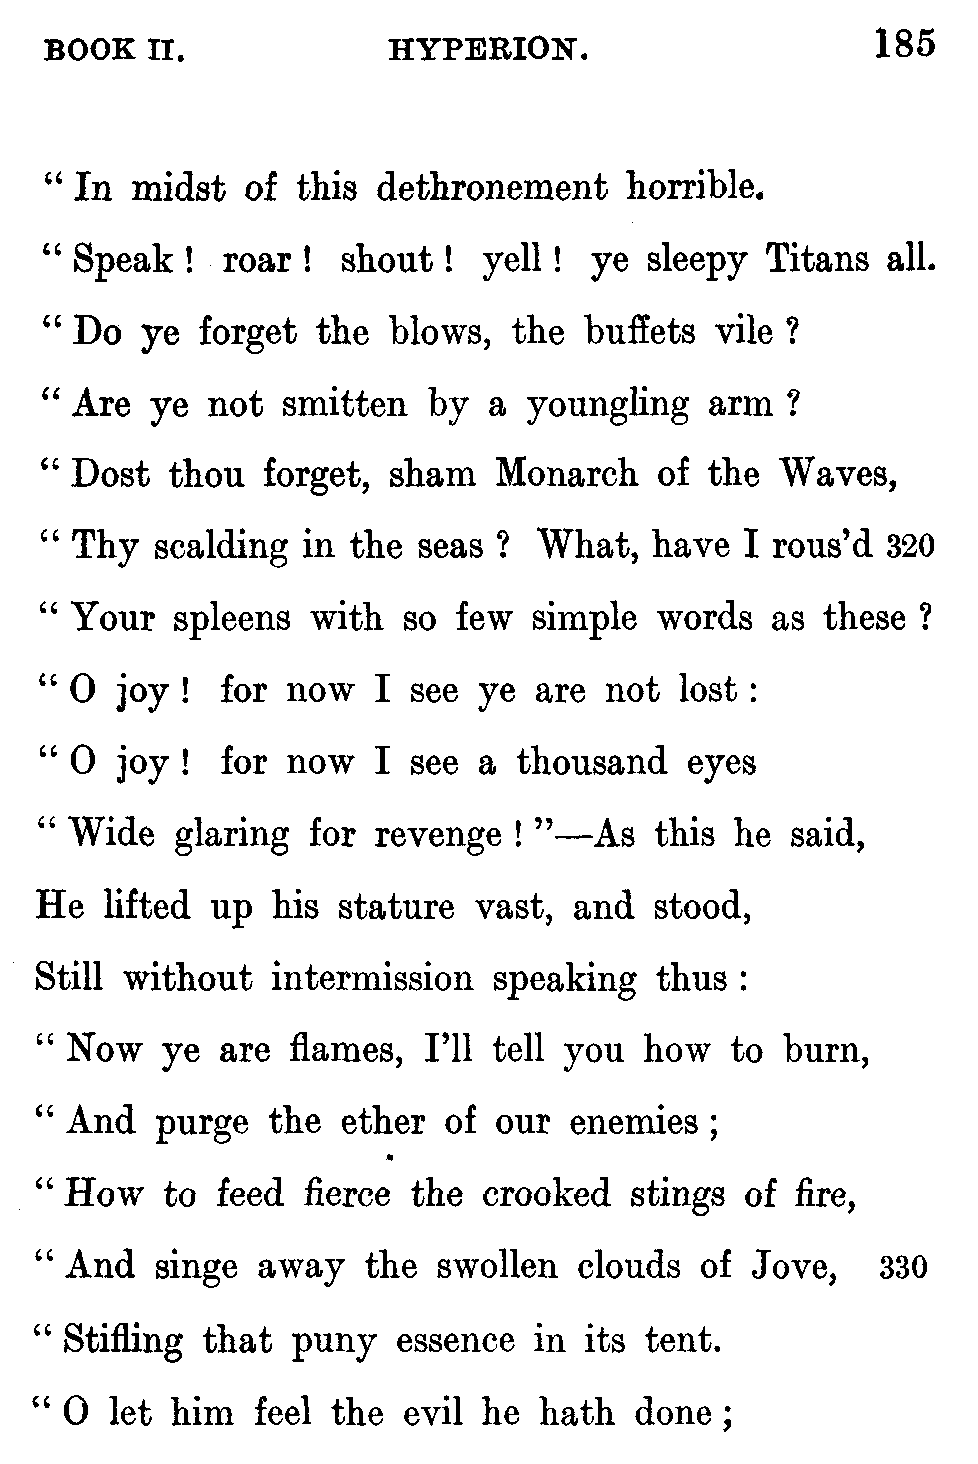 BOOK II. HYPERION. 185
“ In midst of this dethronement horrible.
“ Speak ! roar ! shout ! yell ! ye sleepy Titans all.
“ Do ye forget the blows, the buffets vile ?
“ Are ye not smitten by a youngling arm ?
“ Dost thou forget, sham Monarch of the Waves,
“ Thy scalding in the seas ? What, have I rous’d 320
“ Your spleens with so few simple words as these ?
“ O joy ! for now I see ye are not lost :
“ O joy ! for now I see a thousand eyes
“ Wide glaring for revenge ! ”—As this he said,
He lifted up his stature vast, and stood,
Still without intermission speaking thus :
“ Now ye are flames, I’ll tell you how to burn,
“ And purge the ether of our enemies ;
“ How to feed fierce the crooked stings of fire,
“ And singe away the swollen clouds of Jove, 330
“ Stifling that puny essence in its tent.
“ O let him feel the evil he hath done ;